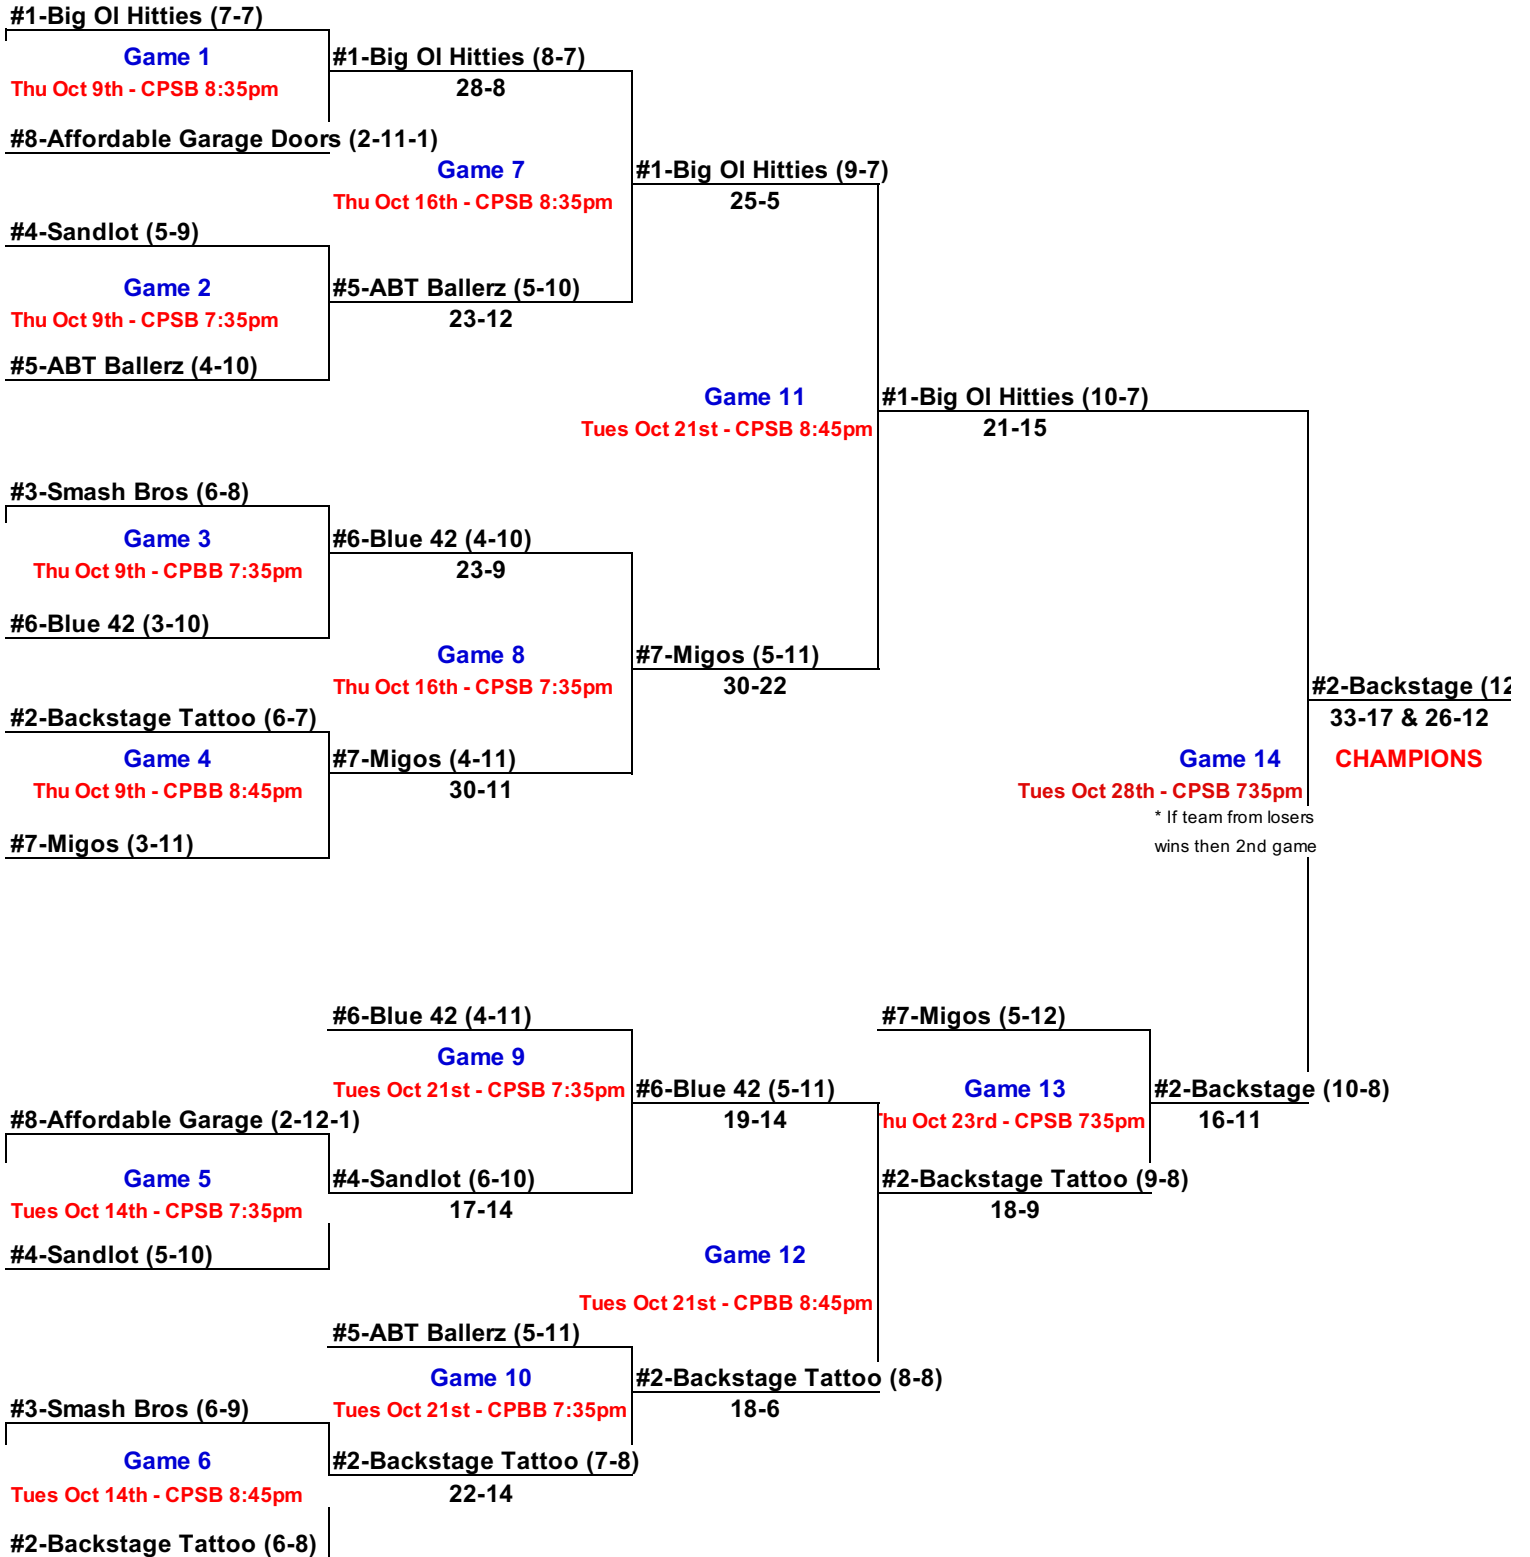 #1-Big Ol Hitties (7-7)
Game 1
Thu Oct 9th - CPSB 8:35pm
#8-Affordable Garage Doors (2-11-1)
#1-Big Ol Hitties (8-7)
28-8
Game 7
Thu Oct 16th - CPSB 8:35pm
#1-Big Ol Hitties (9-7)
25-5
#4-Sandlot (5-9)
Game 2
Thu Oct 9th - CPSB 7:35pm
#5-ABT Ballerz (4-10)
#5-ABT Ballerz (5-10)
23-12
Game 11
Tues Oct 21st - CPSB 8:45pm
#1-Big Ol Hitties (10-7)
21-15
#3-Smash Bros (6-8)
Game 3
Thu Oct 9th - CPBB 7:35pm
#6-Blue 42 (3-10)
#6-Blue 42 (4-10)
23-9
Game 8
Thu Oct 16th - CPSB 7:35pm
#7-Migos (5-11)
30-22
#2-Backstage Tattoo (6-7)
Game 4
Thu Oct 9th - CPBB 8:45pm
#7-Migos (3-11)
#7-Migos (4-11)
30-11
#2-Backstage (12
33-17 & 26-12
CHAMPIONS
Game 14
Tues Oct 28th - CPSB 735pm
* If team from losers
wins then 2nd game
#6-Blue 42 (4-11)
Game 9
Tues Oct 21st - CPSB 7:35pm
#6-Blue 42 (5-11)
19-14
#7-Migos (5-12)
Game 13
Thu Oct 23rd - CPSB 735pm
#2-Backstage (10-8)
16-11
#8-Affordable Garage (2-12-1)
Game 5
Tues Oct 14th - CPSB 7:35pm
#4-Sandlot (5-10)
#4-Sandlot (6-10)
17-14
#2-Backstage Tattoo (9-8)
18-9
Game 12
Tues Oct 21st - CPBB 8:45pm
#5-ABT Ballerz (5-11)
Game 10
Tues Oct 21st - CPBB 7:35pm
#2-Backstage Tattoo (8-8)
18-6
#3-Smash Bros (6-9)
Game 6
Tues Oct 14th - CPSB 8:45pm
#2-Backstage Tattoo (6-8)
#2-Backstage Tattoo (7-8)
22-14